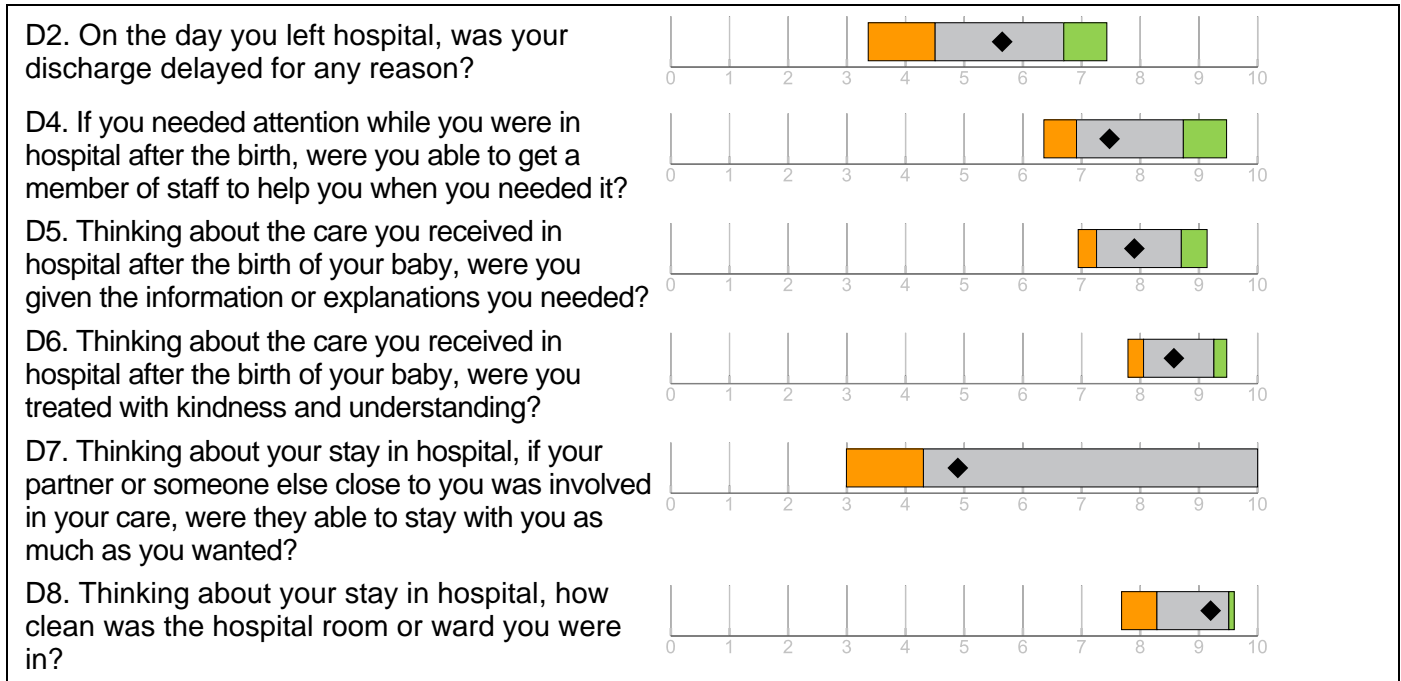 D2. On the day you left hospital, was your
discharge delayed for any reason?
0 1 2 3 4 5 6 7 8 9 10
D4. If you needed attention while you were in
hospital after the birth, were you able to get a
member of staff to help you when you needed it?
0 1 2 3 4 5 6 7 8 9 10
D5. Thinking about the care you received in
hospital after the birth of your baby, were you
given the information or explanations you needed?
0 1 2 3 4 5 6 7 8 9 10
D6. Thinking about the care you received in
hospital after the birth of your baby, were you
treated with kindness and understanding?
0 1 2 3 4 5 6 7 8 9 10
D7. Thinking about your stay in hospital, if your
partner or someone else close to you was involved
in your care, were they able to stay with you as
much as you wanted?
0 1 2 3 4 5 6 7 8 9 10
D8. Thinking about your stay in hospital, how
clean was the hospital room or ward you were
in?
0 1 2 3 4 5 6 7 8 9 10